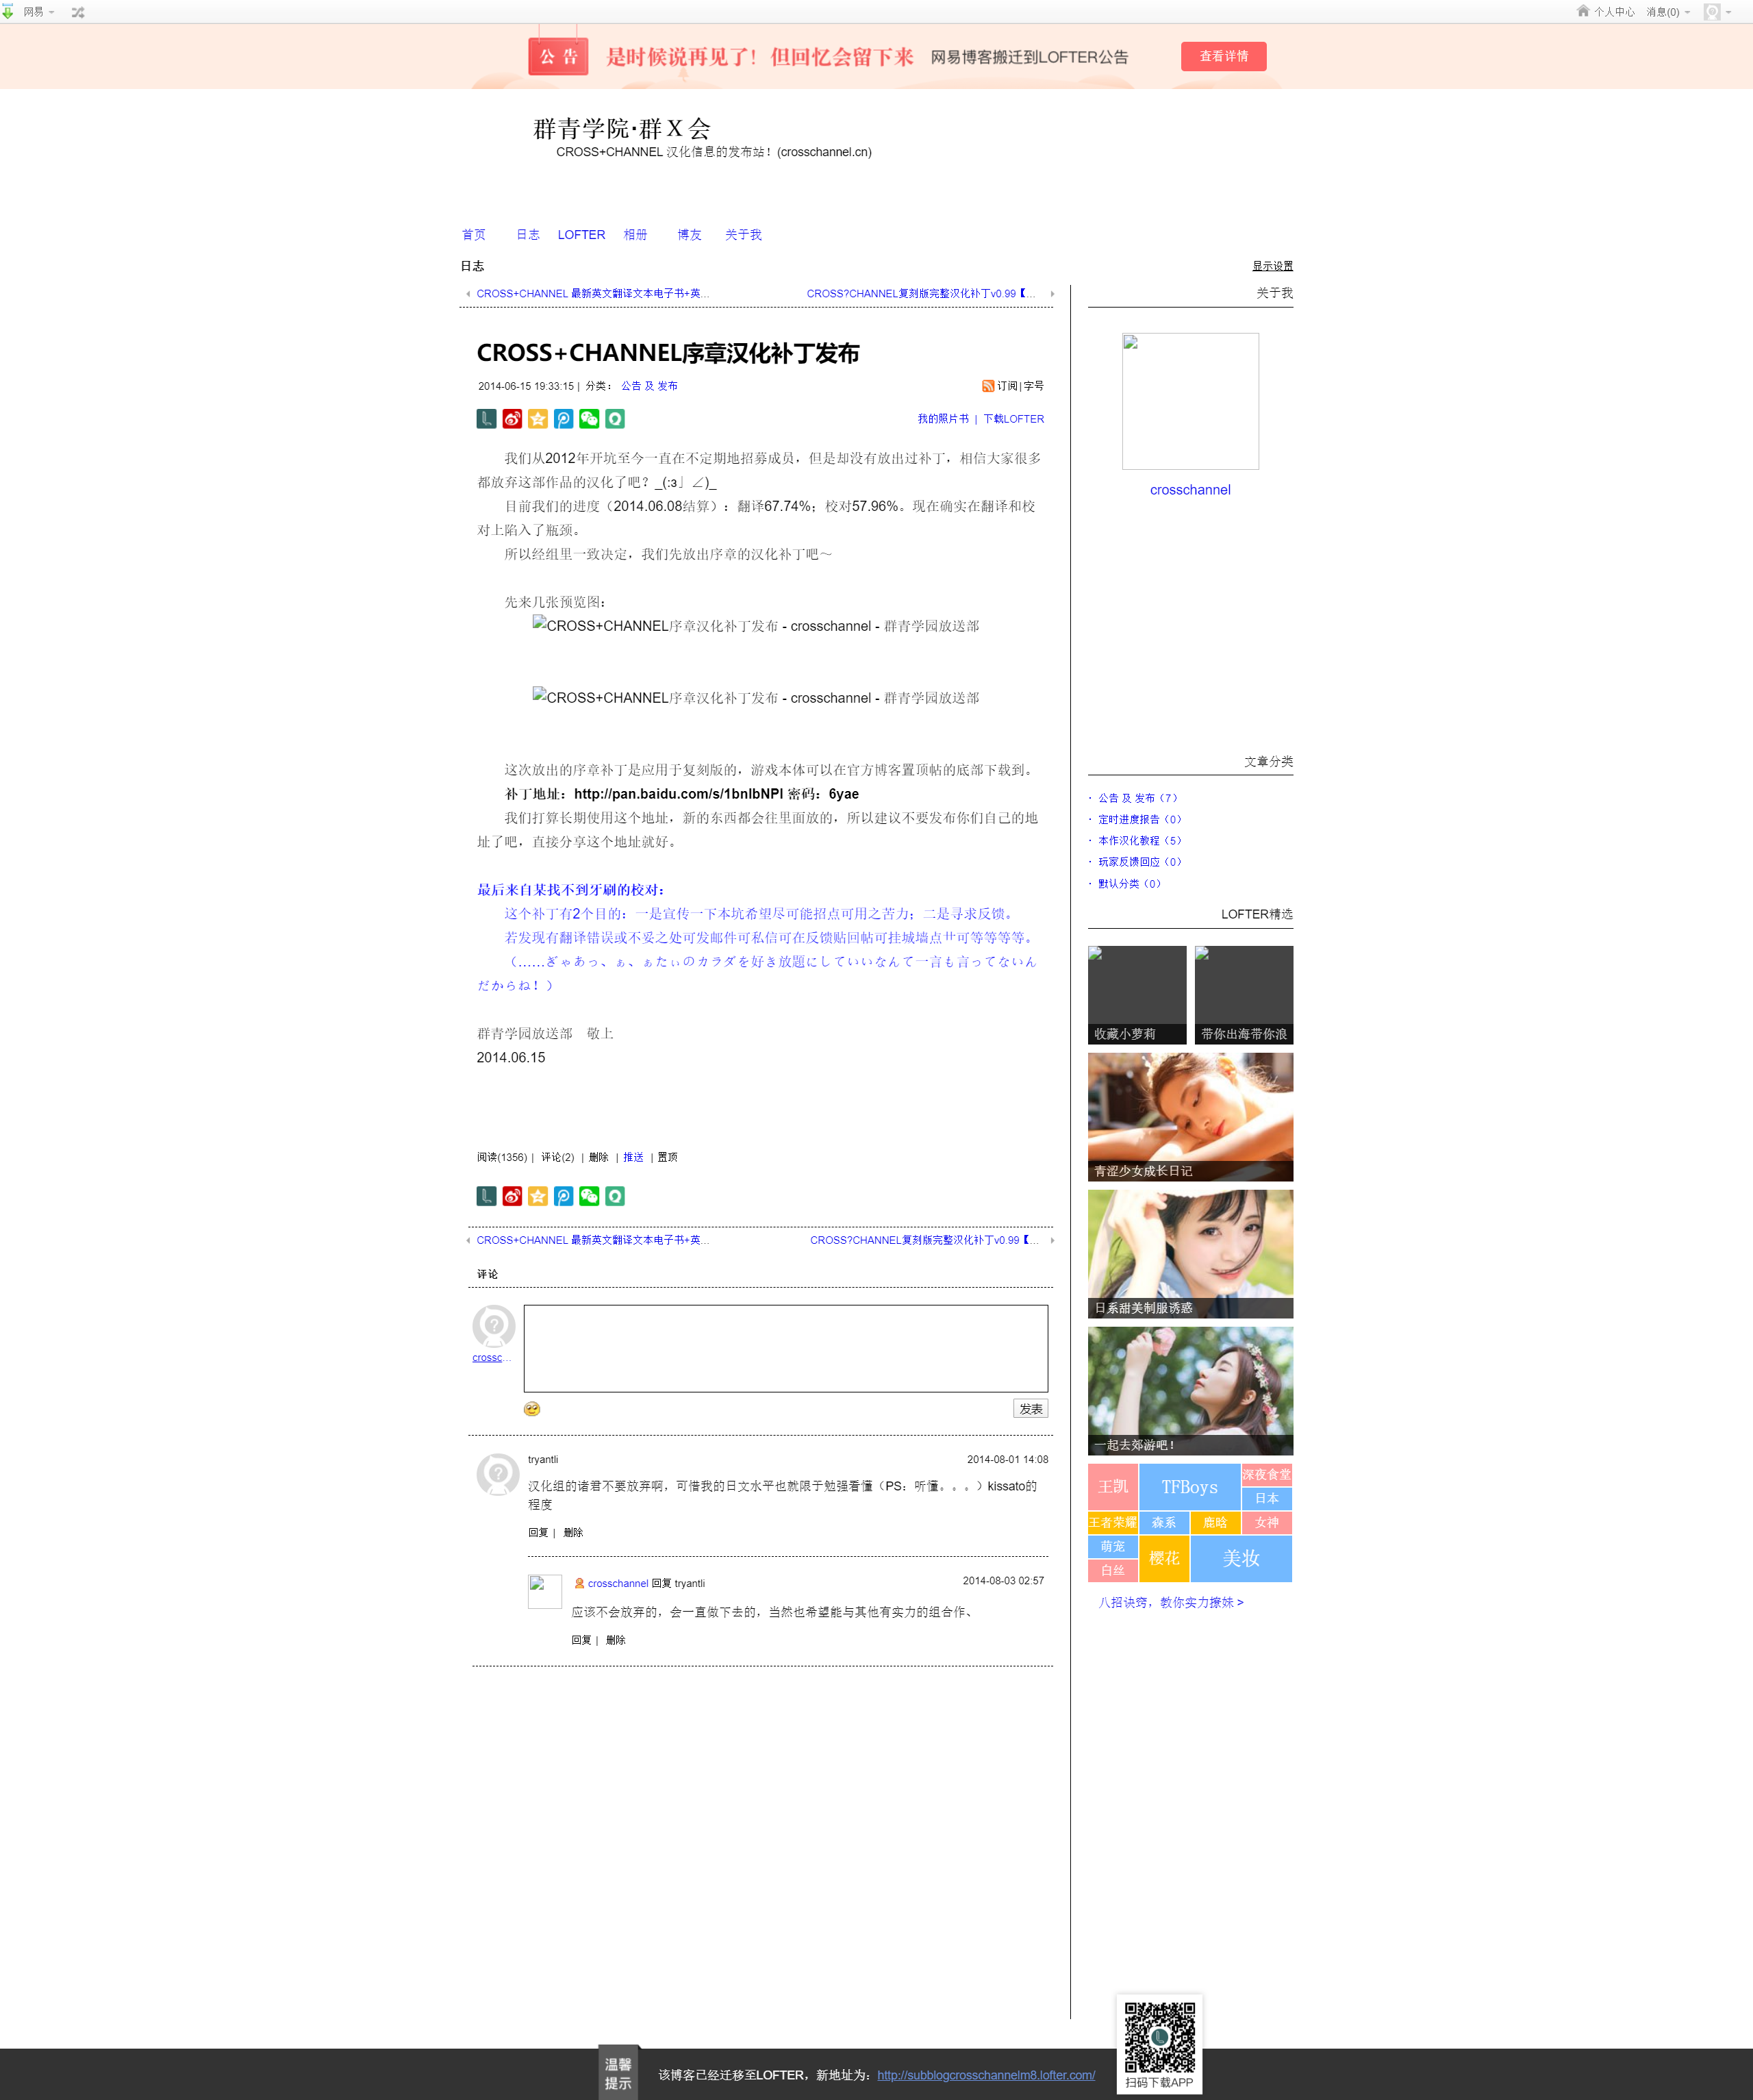 网易
个人中心 消息(0)
公告 是时候说再见了！但回忆会留下来 网易博客搬迁到LOFTER公告 查看详情
群青学院·群Ｘ会
CROSS+CHANNEL 汉化信息的发布站！(crosschannel.cn)
首页 日志 LOFTER 相册 博友 关于我
日志 显示设置
CROSS+CHANNEL 最新英文翻译文本电子书+英... CROSS?CHANNEL复刻版完整汉化补丁v0.99【...
CROSS+CHANNEL序章汉化补丁发布
2014-06-15 19:33:15 | 分类： 公告 及 发布 订阅 | 字号
我的照片书 | 下载LOFTER
我们从2012年开坑至今一直在不定期地招募成员，但是却没有放出过补丁，相信大家很多
都放弃这部作品的汉化了吧？_(:з」∠)_
目前我们的进度（2014.06.08结算）：翻译67.74%；校对57.96%。现在确实在翻译和校
对上陷入了瓶颈。
所以经组里一致决定，我们先放出序章的汉化补丁吧～
先来几张预览图：
CROSS+CHANNEL序章汉化补丁发布 - crosschannel - 群青学园放送部
CROSS+CHANNEL序章汉化补丁发布 - crosschannel - 群青学园放送部
这次放出的序章补丁是应用于复刻版的，游戏本体可以在官方博客置顶帖的底部下载到。
补丁地址：http://pan.baidu.com/s/1bnlbNPl 密码：6yae
我们打算长期使用这个地址，新的东西都会往里面放的，所以建议不要发布你们自己的地
址了吧，直接分享这个地址就好。
最后来自某找不到牙刷的校对：
这个补丁有2个目的：一是宣传一下本坑希望尽可能招点可用之苦力；二是寻求反馈。
若发现有翻译错误或不妥之处可发邮件可私信可在反馈贴回帖可挂城墙点艹可等等等等。
（……ぎゃあっ、ぁ、ぁたぃのカラダを好き放題にしていいなんて一言も言ってないん
だからね！）
群青学园放送部 敬上
2014.06.15
阅读(1356) | 评论(2) | 删除 | 推送 | 置顶
CROSS+CHANNEL 最新英文翻译文本电子书+英... CROSS?CHANNEL复刻版完整汉化补丁v0.99【...
评论
crossc...
发表
tryantli 2014-08-01 14:08
汉化组的诸君不要放弃啊，可惜我的日文水平也就限于勉强看懂（PS：听懂。。。）kissato的
程度
回复 | 删除
crosschannel 回复 tryantli 2014-08-03 02:57
应该不会放弃的，会一直做下去的，当然也希望能与其他有实力的组合作、
回复 | 删除
关于我
crosschannel
文章分类
· 公告 及 发布（7）
· 定时进度报告（0）
· 本作汉化教程（5）
· 玩家反馈回应（0）
· 默认分类（0）
LOFTER精选
收藏小萝莉 带你出海带你浪
青涩少女成长日记
日系甜美制服诱惑
一起去郊游吧！
王凯 TFBoys 深夜食堂
日本
王者荣耀 森系 鹿晗 女神
萌宠 樱花 美妆
白丝
八招诀窍，教你实力撩妹 >
温馨
提示
该博客已经迁移至LOFTER，新地址为：http://subblogcrosschannelm8.lofter.com/
扫码下载APP